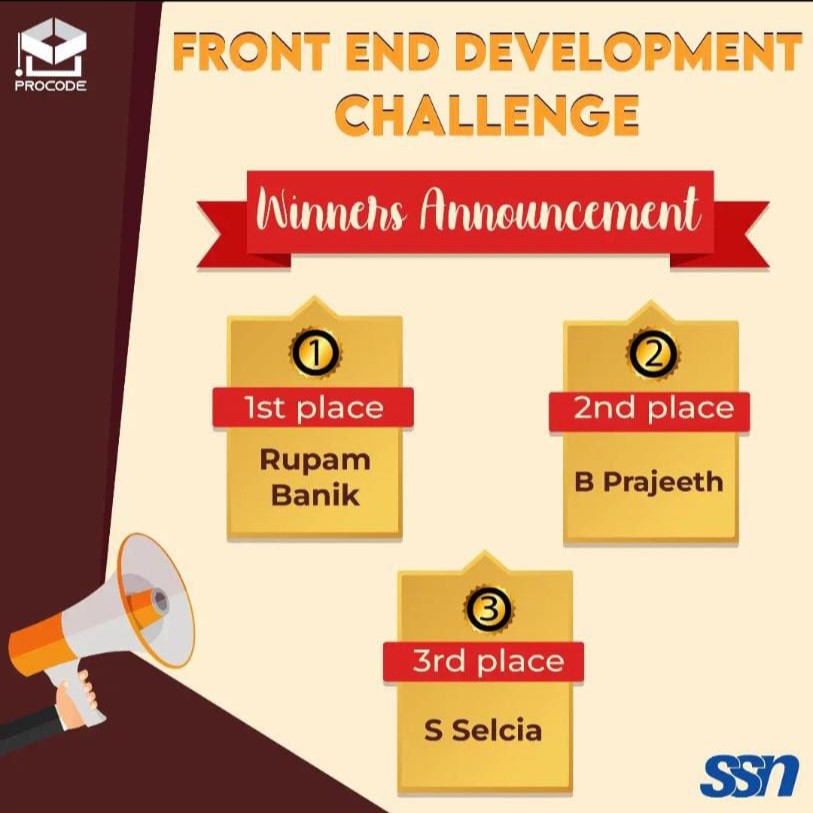 PROCODE
FRONT END DEVELOPMENT
CHALLENGE
Winners Announcement
1
1st place
Rupam
Banik
2
2nd place
B Prajeeth
3
3rd place
S Selcia
ssn